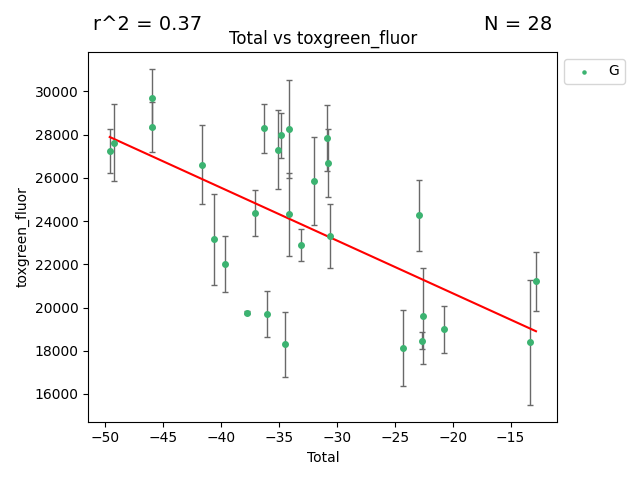 r^2 = 0.37
N = 28
Total vs toxgreen_fluor
G
30000
28000
26000
24000
22000
20000
18000
16000
toxgreen_fluor
−50
−45
−40
−35
−30
−25
−20
−15
Total